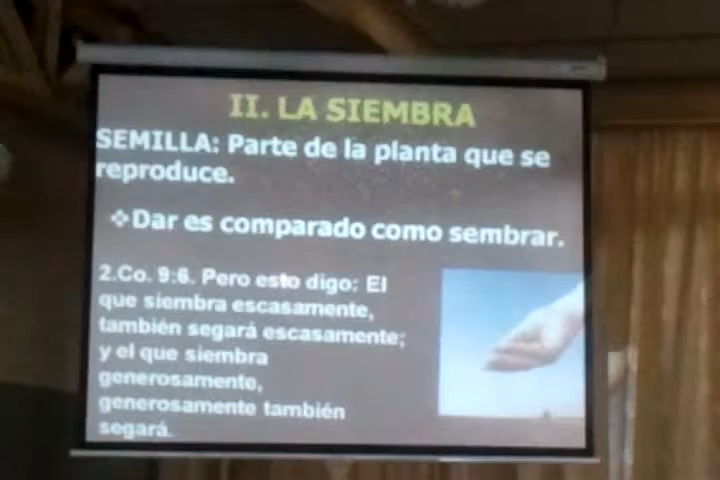 II. LA SIEMBRA
SEMILLA: Parte de la planta que se
reproduce.
❖Dar es comparado como sembrar.
2.Co. 9:6. Pero esto digo: El
que siembra escasamente,
también segará escasamente;
y el que siembra
generosamente,
generosamente también
segará.